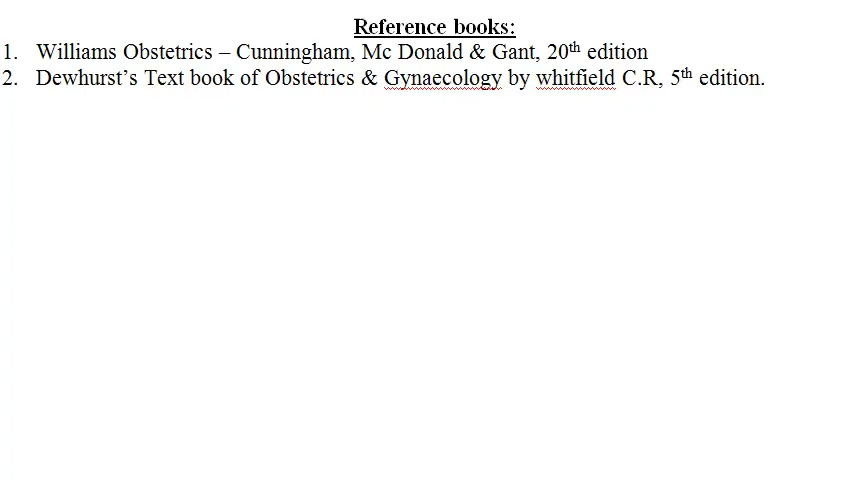 Reference books:
1. Williams Obstetrics – Cunningham, Mc Donald & Gant, 20th edition
2. Dewhurst’s Text book of Obstetrics & Gynaecology by whitfield C.R, 5th edition.